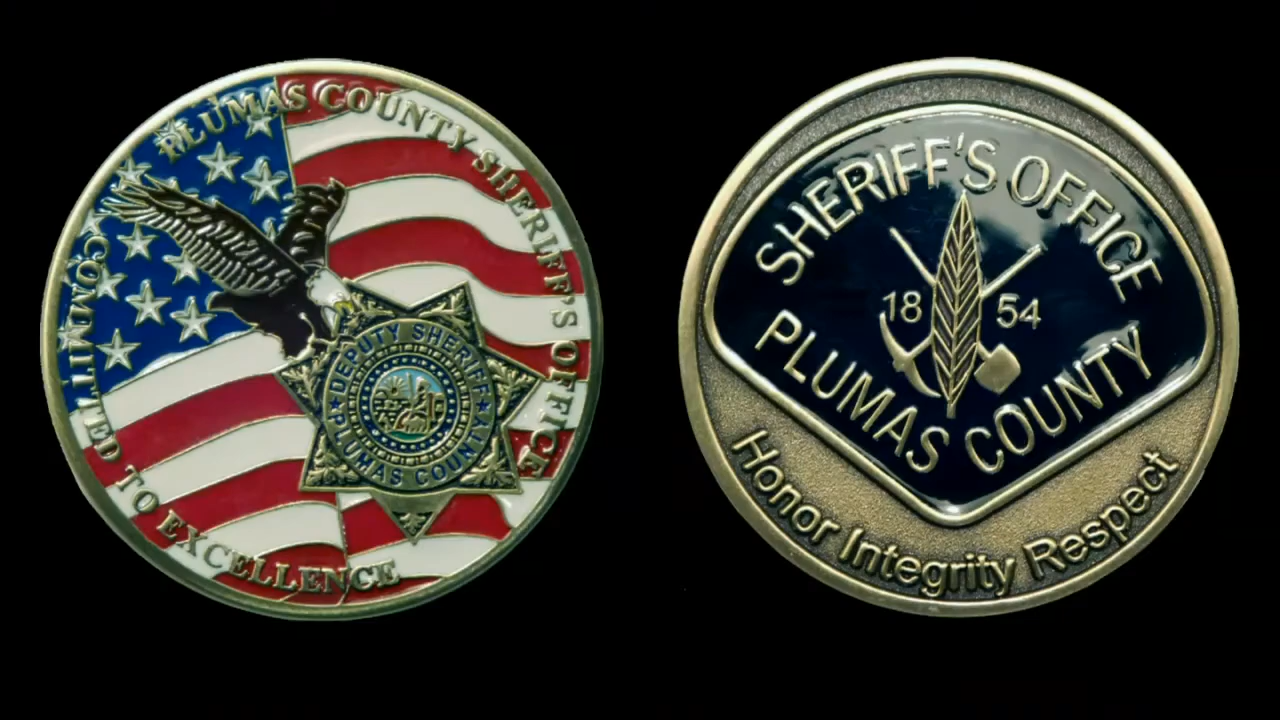 PLUMAS COUNTY SHERIFF'S OFFICE
COMMITTED TO EXCELLENCE
DEPUTY SHERIFF
PLUMAS COUNTY
SHERIFF'S OFFICE
18 54
PLUMAS COUNTY
Honor Integrity Respect